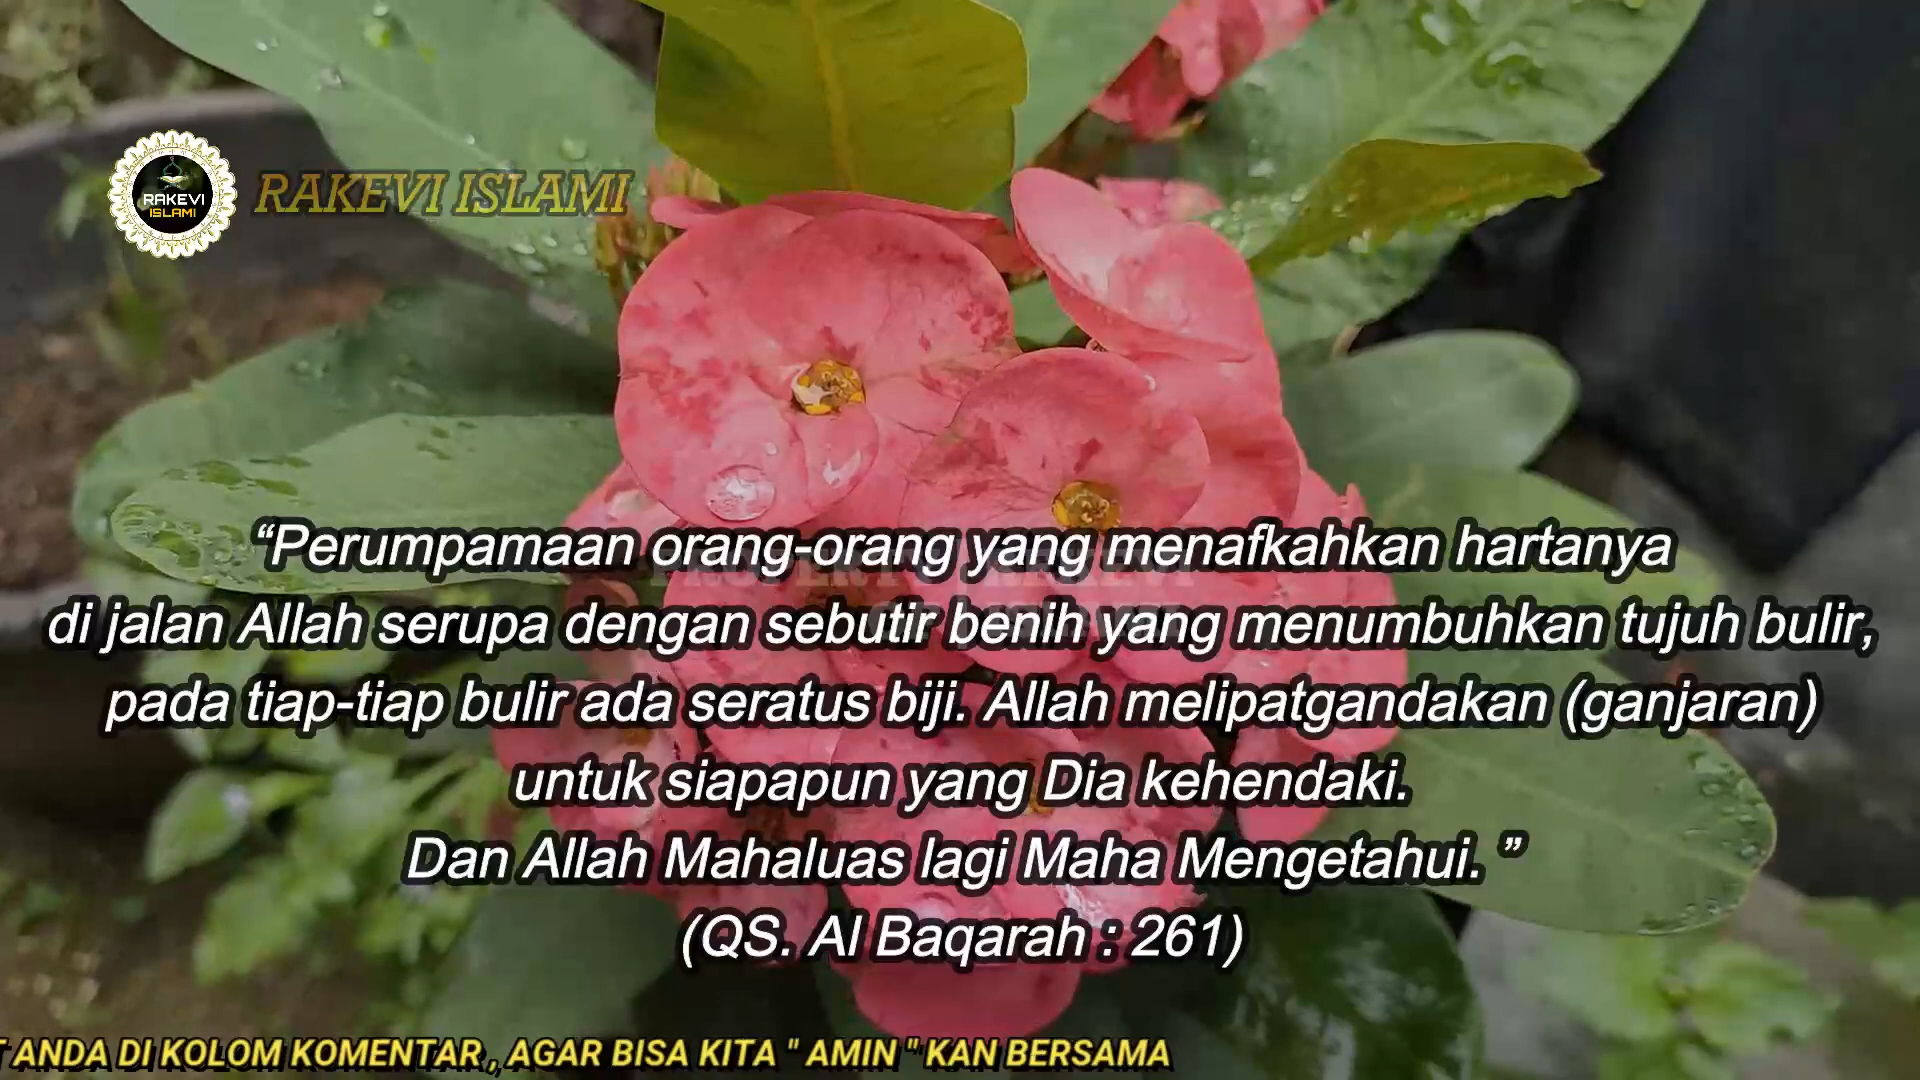 RAKEVI
ISLAMI
RAKEVI ISLAMI
“Perumpamaan orang-orang yang menafkahkan hartanya
di jalan Allah serupa dengan sebutir benih yang menumbuhkan tujuh bulir,
pada tiap-tiap bulir ada seratus biji. Allah melipatgandakan (ganjaran)
untuk siapapun yang Dia kehendaki.
Dan Allah Mahaluas lagi Maha Mengetahui. ”
(QS. Al Baqarah : 261)
ANDA DI KOLOM KOMENTAR , AGAR BISA KITA " AMIN " KAN BERSAMA